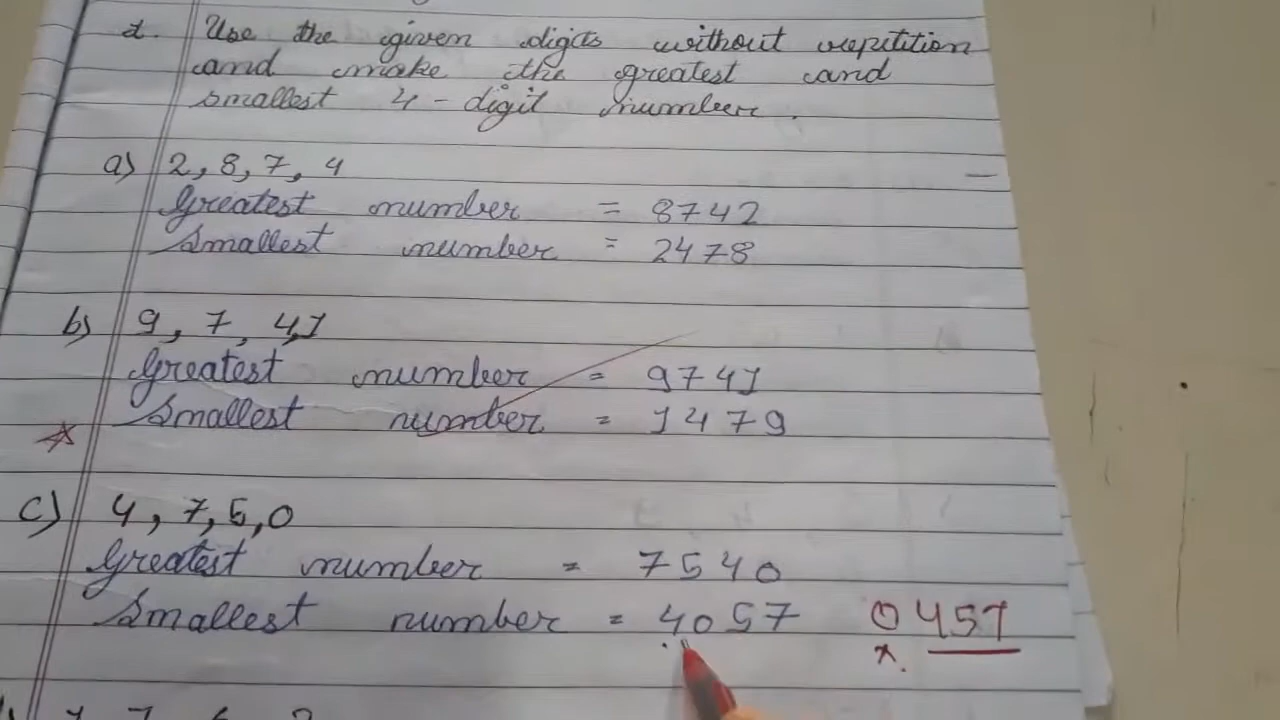 d. Use the given digits without repitition
and make the greatest and
smallest 4-digit number.
a) 2, 8, 7, 4
Greatest number = 8742
Smallest number = 2478
b) 9, 7, 4, 1
Greatest number = 9741
Smallest number = 1479
c) 4, 7, 5, 0
Greatest number = 7540
Smallest number = 4057 0457
x.